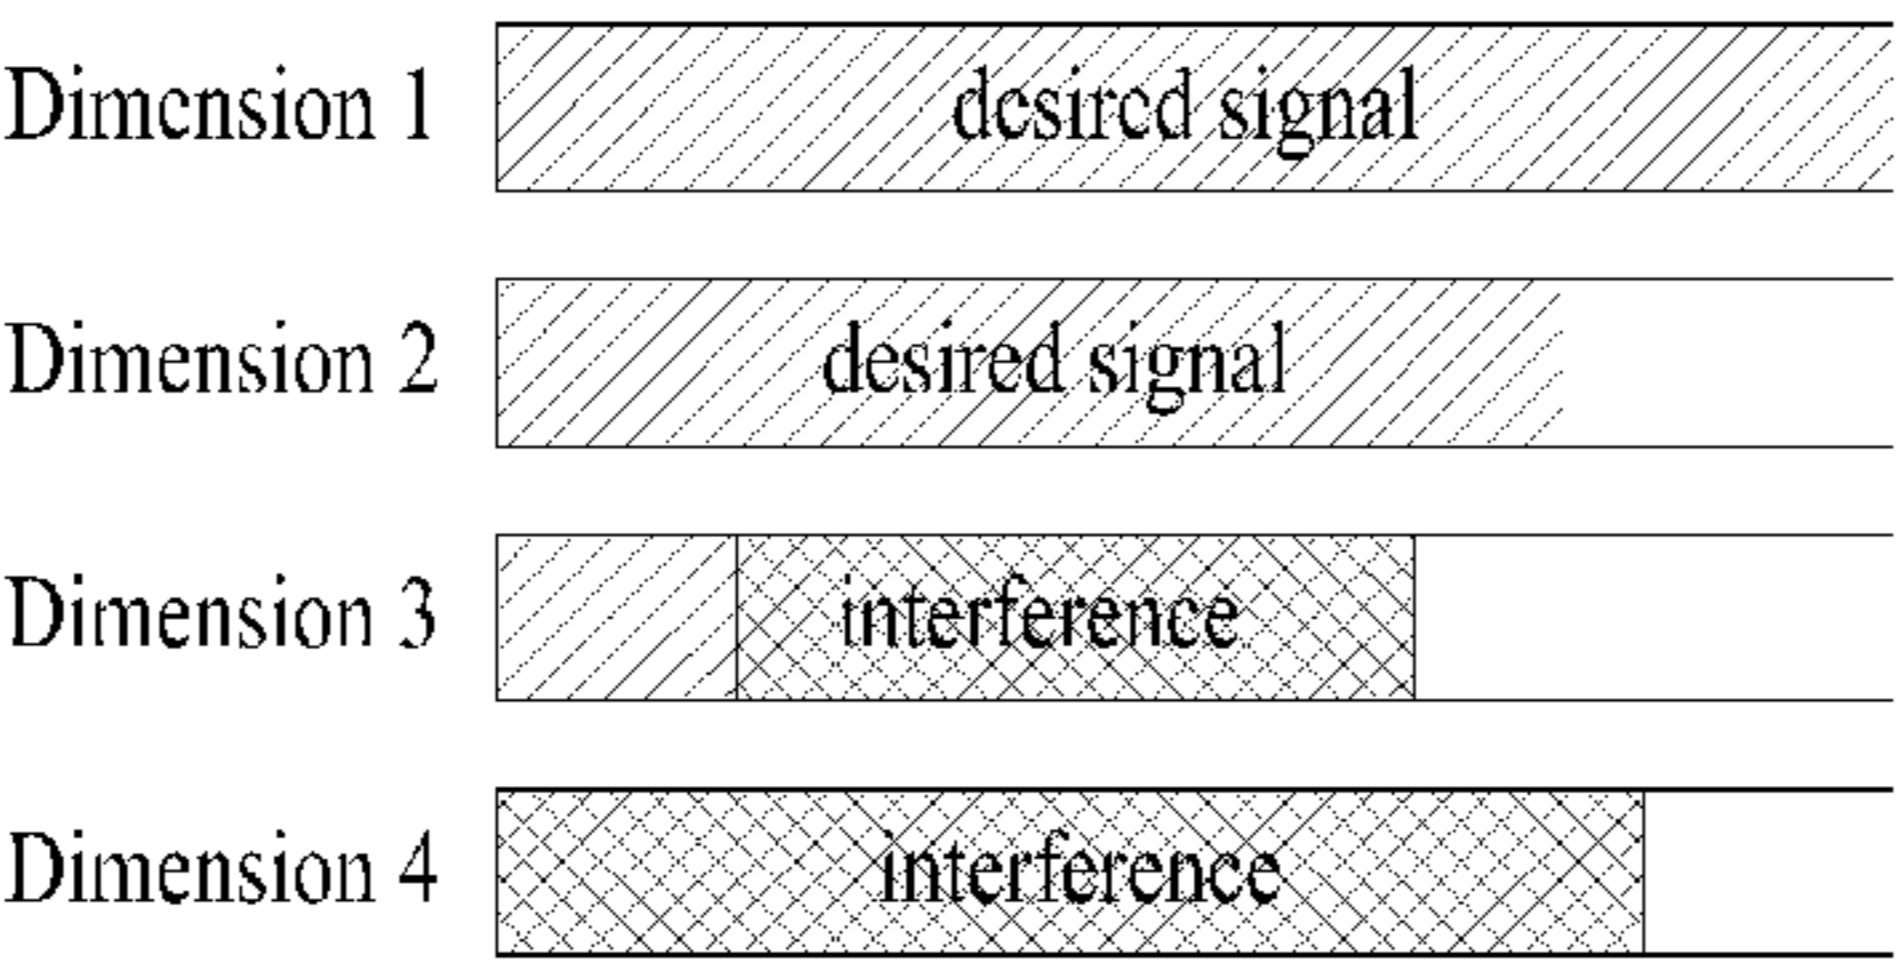 Dimension 1 desired signal
Dimension 2 desired signal
Dimension 3 interference
Dimension 4 interference